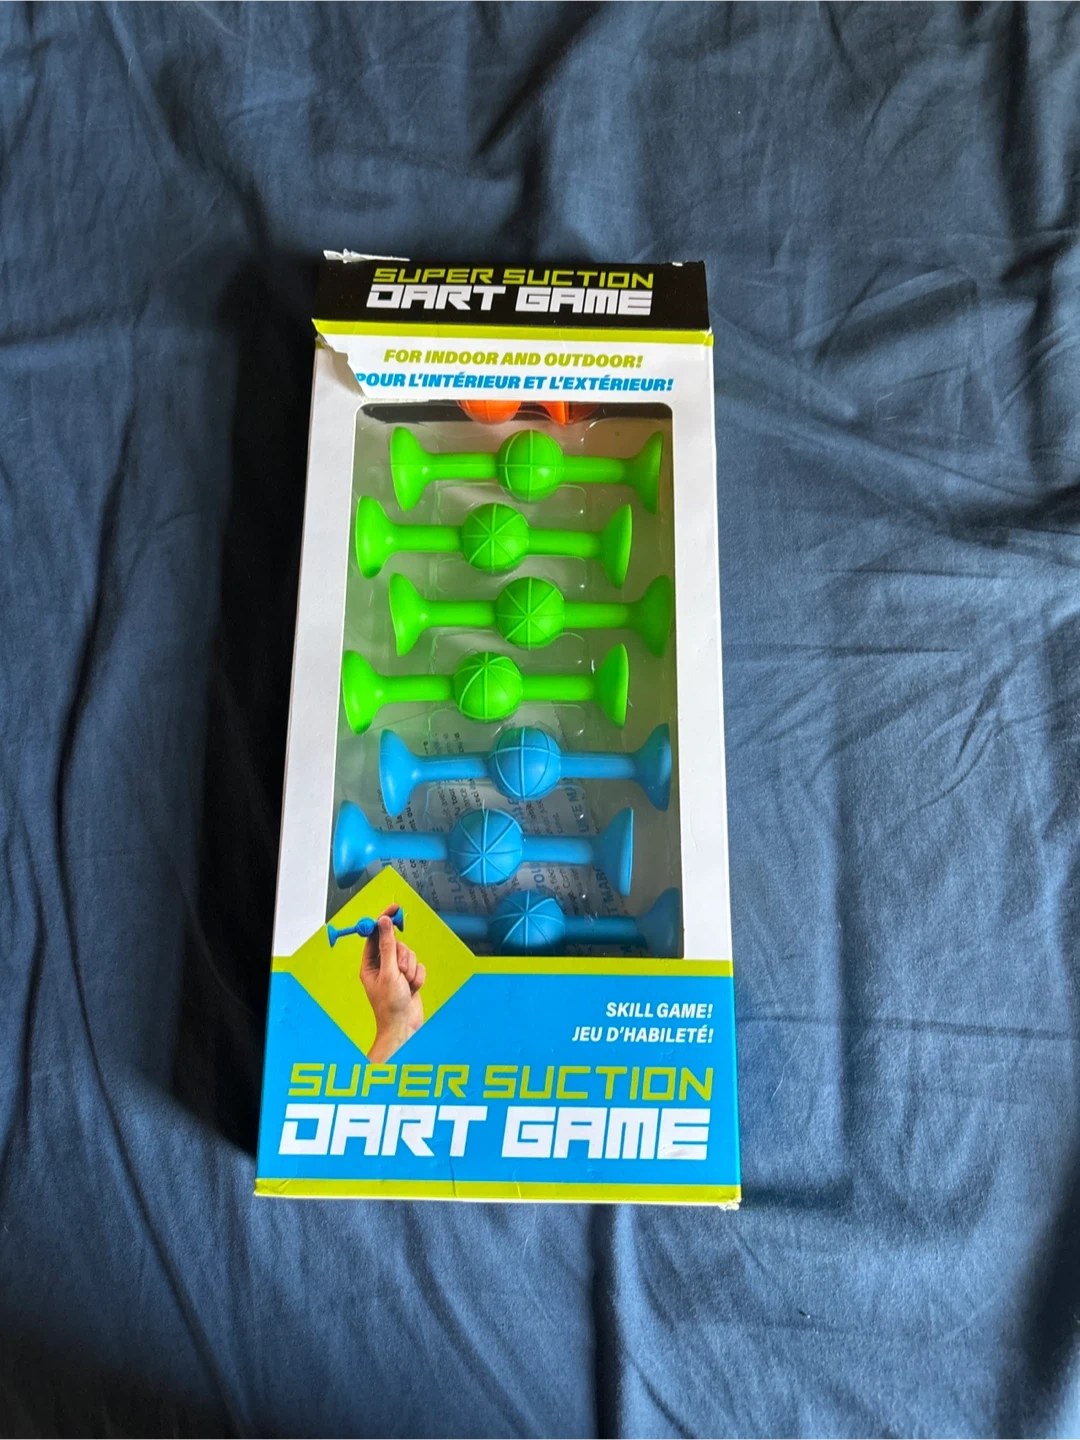 SUPER SUCTION
DART GAME
FOR INDOOR AND OUTDOOR!
POUR L'INTÉRIEUR ET L'EXTÉRIEUR!
SKILL GAME!
JEU D'HABILETÉ!
SUPER SUCTION
DART GAME